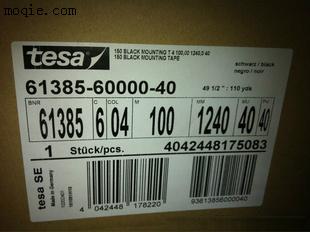 moqie.com
tesa
150 BLACK MOUNTING T 4 100,00 1240,0 40
150 BLACK MOUNTING TAPE
schwarz / black
negro / noir
61385-60000-40
49 1/2" : 110 yds
BNR C COL M MM MU PU
61385 6 04 100 1240 40 40
1 Stück/pcs. 4042448175083
tesa SE
Made in Germany
4 042448 178220
93613856000040